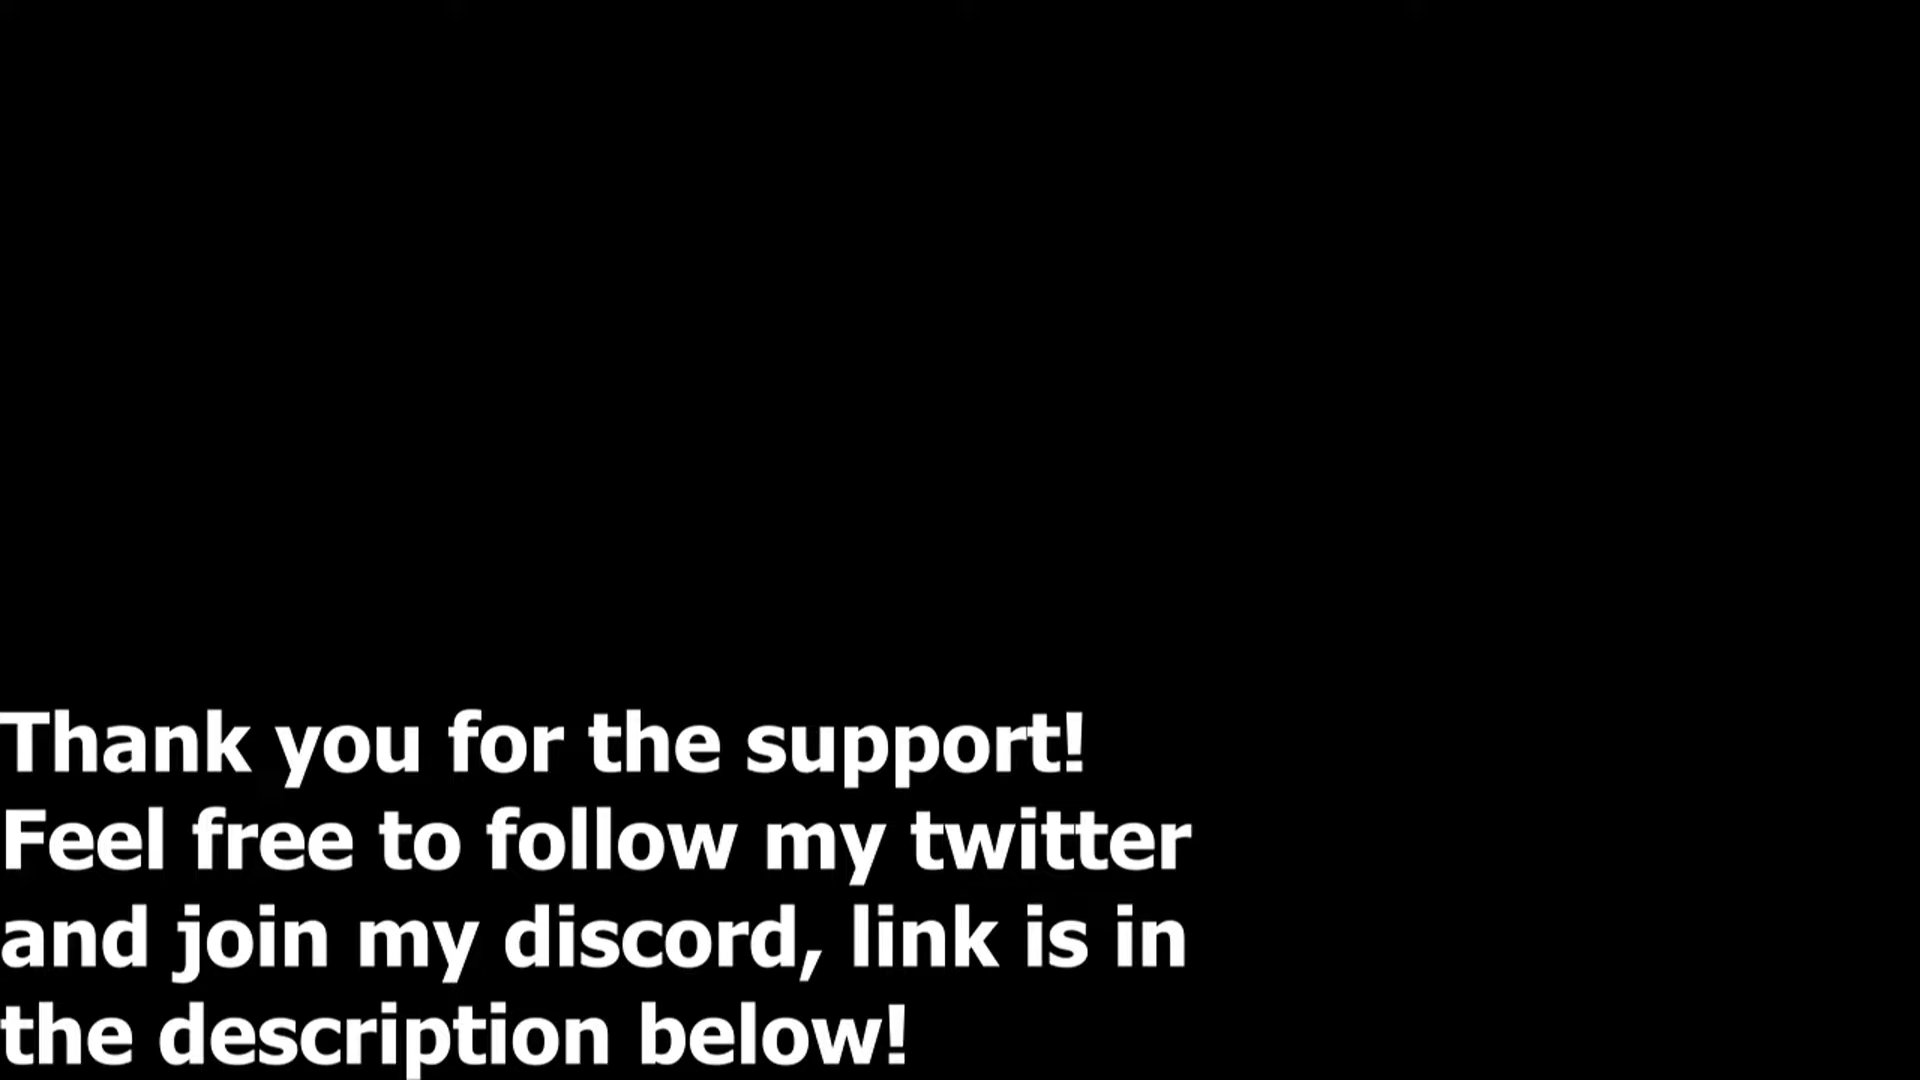 Thank you for the support!
Feel free to follow my twitter
and join my discord, link is in
the description below!